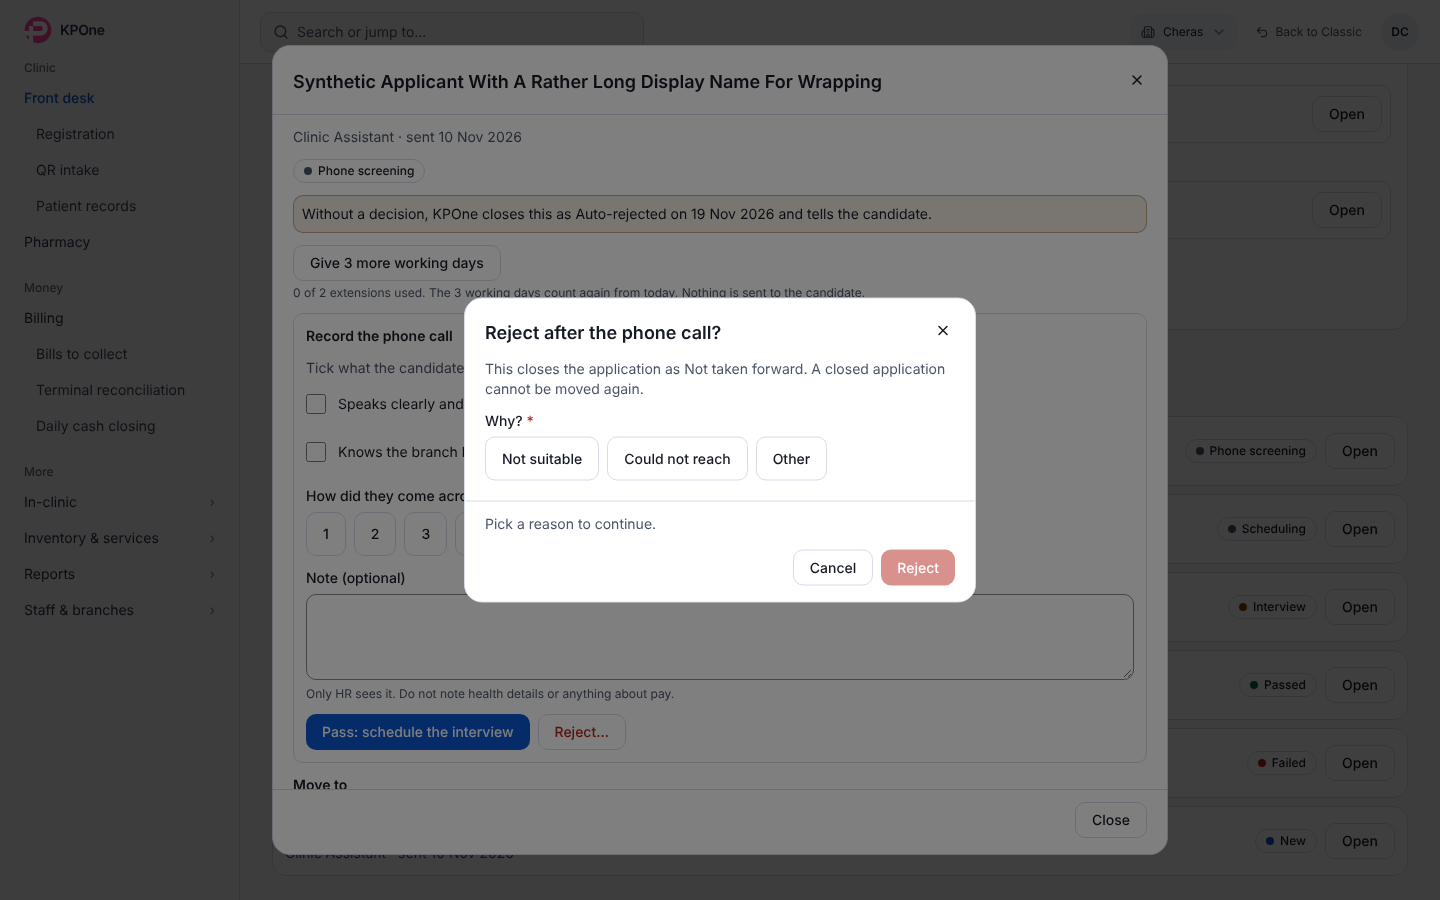 KPOne
Search or jump to...
Cheras
Back to Classic
DC
Clinic
Front desk
Registration
QR intake
Patient records
Pharmacy
Money
Billing
Bills to collect
Terminal reconciliation
Daily cash closing
More
In-clinic
Inventory & services
Reports
Staff & branches
Synthetic Applicant With A Rather Long Display Name For Wrapping
Clinic Assistant · sent 10 Nov 2026
Phone screening
Without a decision, KPOne closes this as Auto-rejected on 19 Nov 2026 and tells the candidate.
Give 3 more working days
0 of 2 extensions used. The 3 working days count again from today. Nothing is sent to the candidate.
Record the phone call
Tick what the candidate
Speaks clearly and
Knows the branch
How did they come acro
1
2
3
Note (optional)
Only HR sees it. Do not note health details or anything about pay.
Pass: schedule the interview
Reject...
Move to
Close
Reject after the phone call?
This closes the application as Not taken forward. A closed application
cannot be moved again.
Why? *
Not suitable
Could not reach
Other
Pick a reason to continue.
Cancel
Reject
Open
Open
Phone screening
Open
Scheduling
Open
Interview
Open
Passed
Open
Failed
Open
New
Open
Clinic Assistant · sent 10 Nov 2026